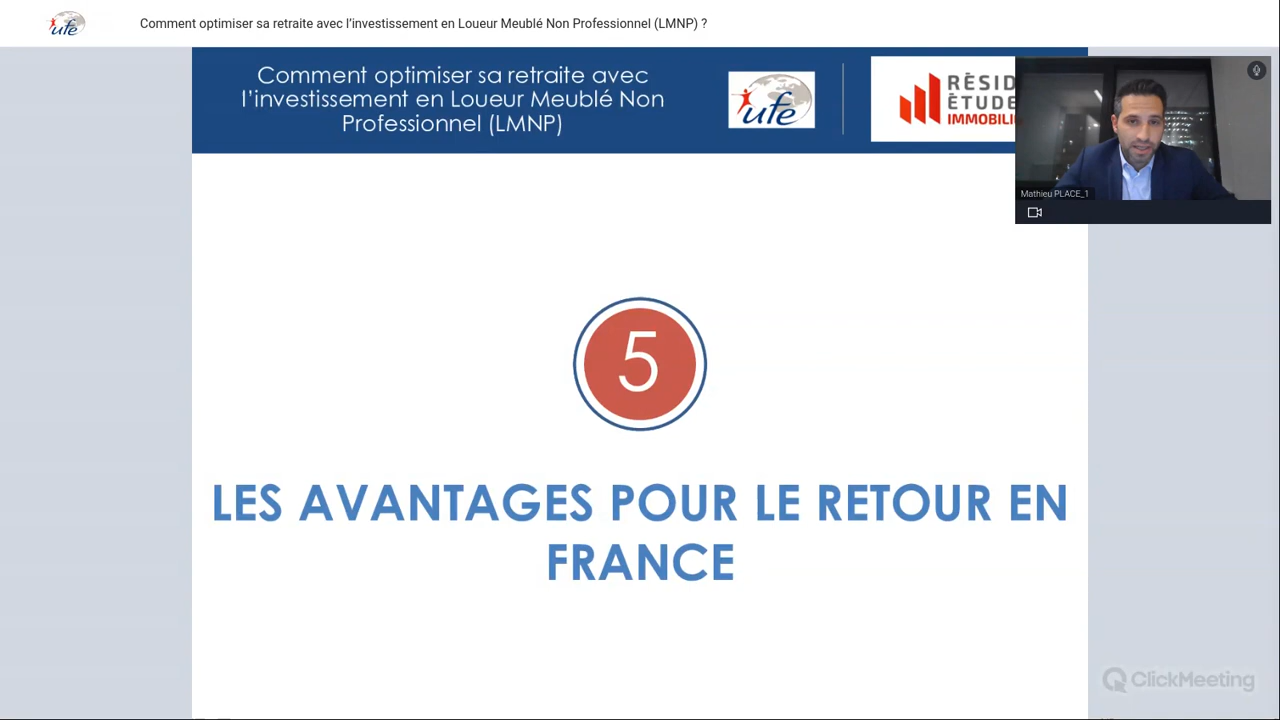 ufe
Comment optimiser sa retraite avec l’investissement en Loueur Meublé Non Professionnel (LMNP) ?
Comment optimiser sa retraite avec
l’investissement en Loueur Meublé Non
Professionnel (LMNP)
ufe
RÉSID
ÉTUDE
IMMOBILI
Mathieu PLACE_1
5
LES AVANTAGES POUR LE RETOUR EN
FRANCE
ClickMeeting